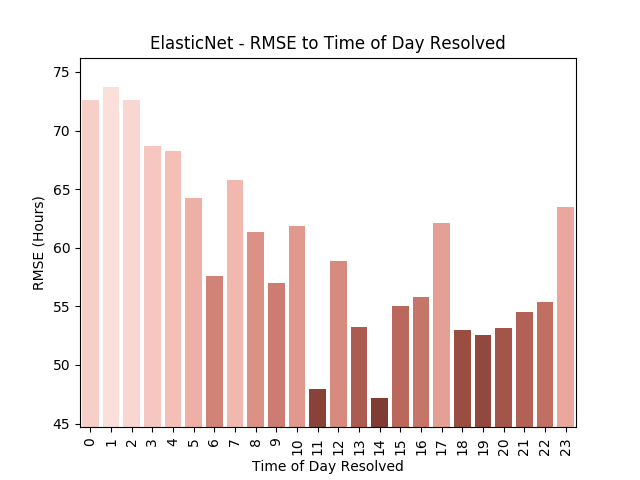 ElasticNet - RMSE to Time of Day Resolved
75
70
65
60
55
50
45
RMSE (Hours)
0 1 2 3 4 5 6 7 8 9 10 11 12 13 14 15 16 17 18 19 20 21 22 23
Time of Day Resolved